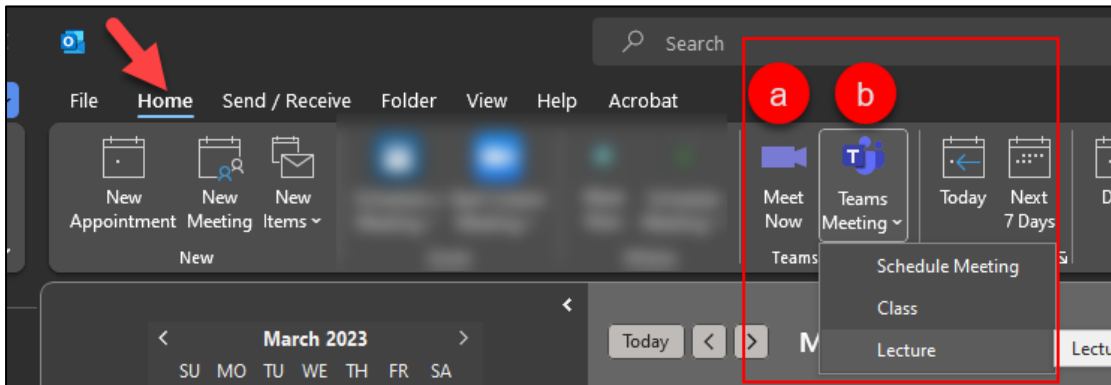 Search
a b
File Home Send / Receive Folder View Help Acrobat
New Appointment
New Meeting
New Items
Meet Now
Teams Meeting
Today
Next 7 Days
New
Teams
Schedule Meeting
Class
Lecture
March 2023
SU MO TU WE TH FR SA
Today